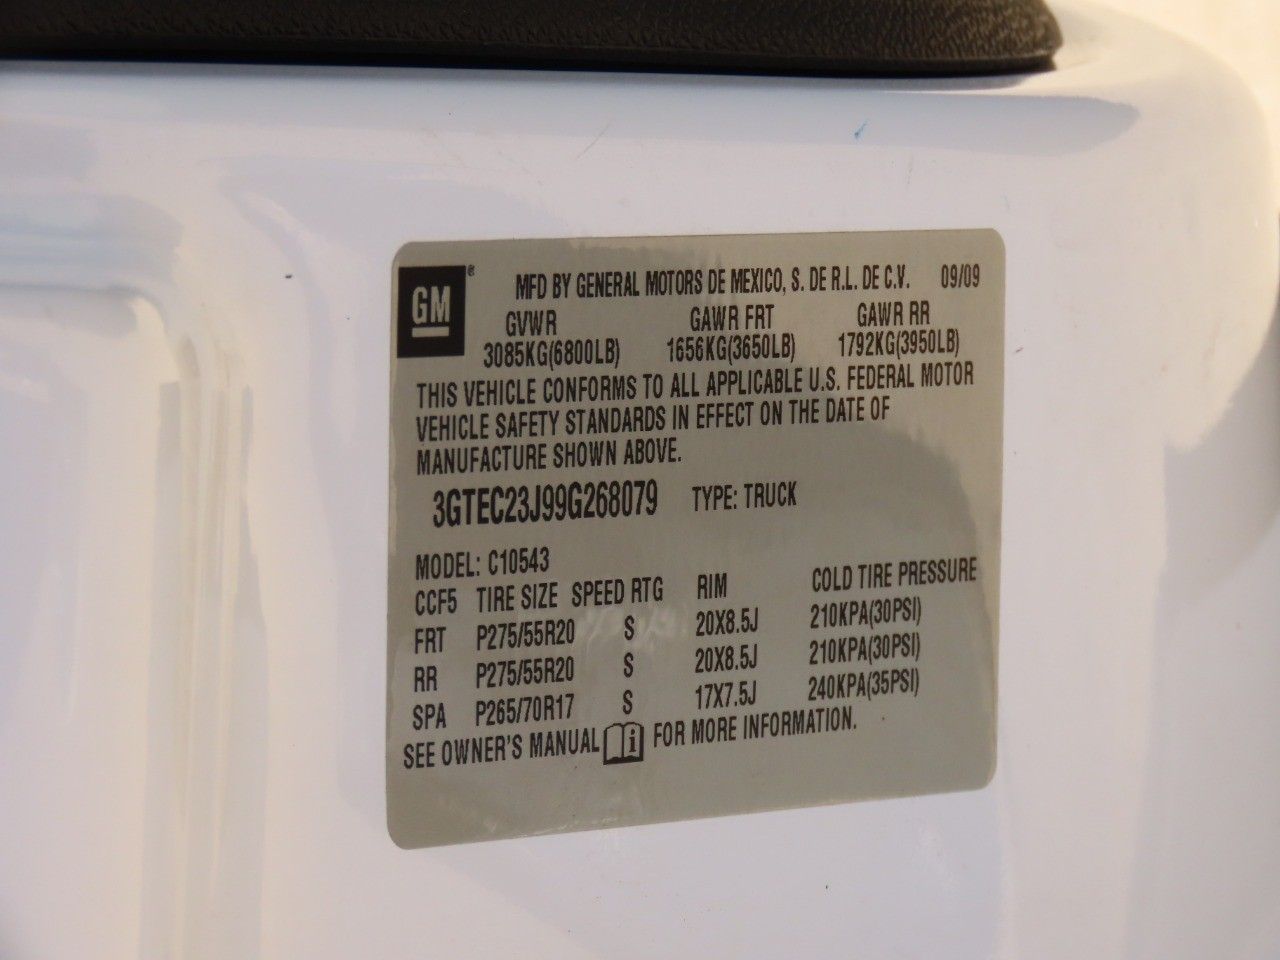 GM®
MFD BY GENERAL MOTORS DE MEXICO, S. DE R.L. DE C.V. 09/09
GVWR GAWR FRT GAWR RR
3085KG(6800LB) 1656KG(3650LB) 1792KG(3950LB)
THIS VEHICLE CONFORMS TO ALL APPLICABLE U.S. FEDERAL MOTOR
VEHICLE SAFETY STANDARDS IN EFFECT ON THE DATE OF
MANUFACTURE SHOWN ABOVE.
3GTEC23J99G268079 TYPE: TRUCK
MODEL: C10543
CCF5 TIRE SIZE SPEED RTG RIM COLD TIRE PRESSURE
FRT P275/55R20 S 20X8.5J 210KPA(30PSI)
RR P275/55R20 S 20X8.5J 210KPA(30PSI)
SPA P265/70R17 S 17X7.5J 240KPA(35PSI)
SEE OWNER'S MANUAL i FOR MORE INFORMATION.